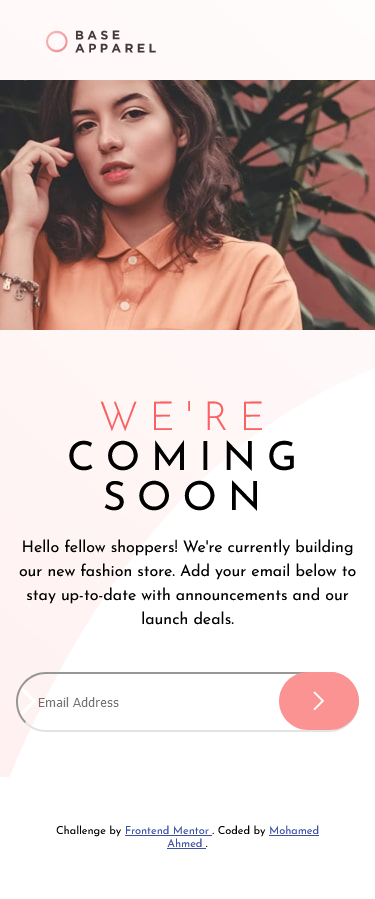 BASE
APPAREL
WE'RE
COMING
SOON
Hello fellow shoppers! We're currently building
our new fashion store. Add your email below to
stay up-to-date with announcements and our
launch deals.
Email Address
Challenge by Frontend Mentor . Coded by Mohamed
Ahmed .